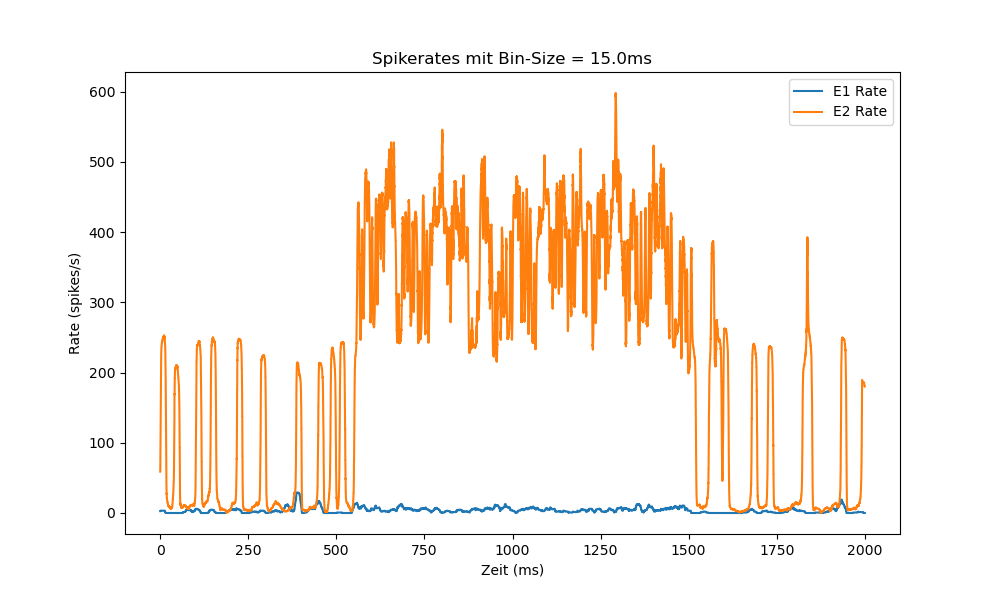 Spikerates mit Bin-Size = 15.0ms
E1 Rate
E2 Rate
Rate (spikes/s)
600
500
400
300
200
100
0
0 250 500 750 1000 1250 1500 1750 2000
Zeit (ms)